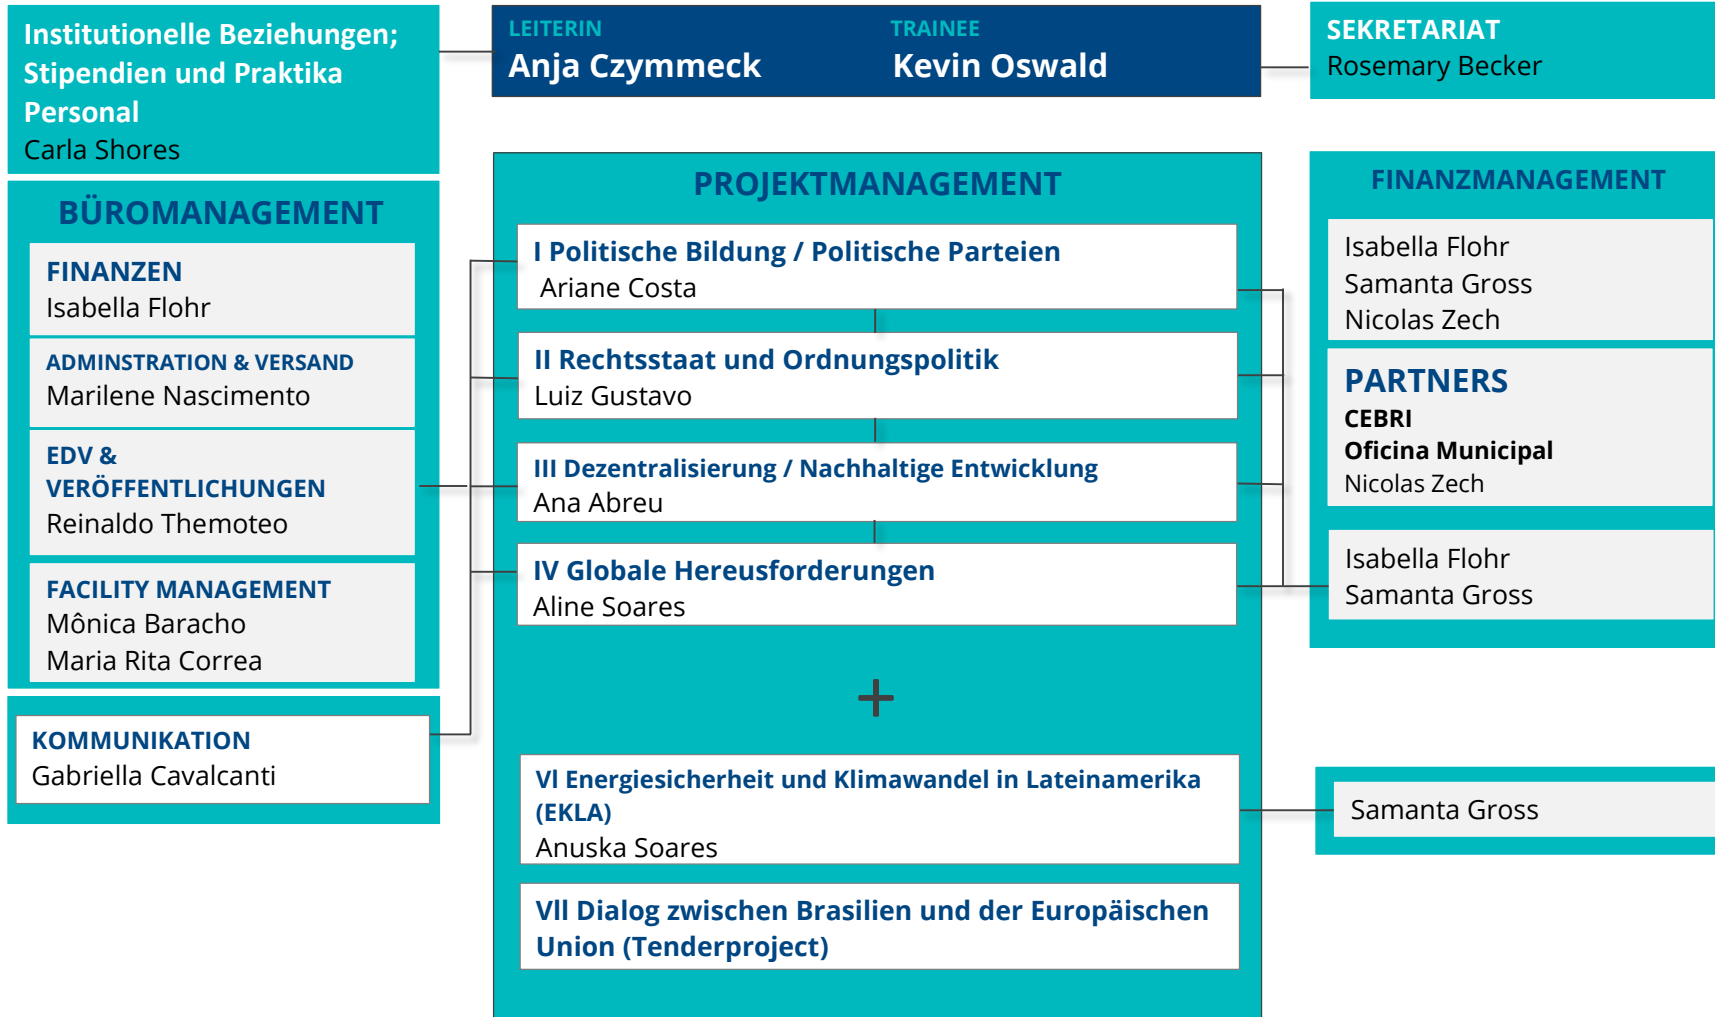 Institutionelle Beziehungen;
Stipendien und Praktika
Personal
Carla Shores
LEITERIN
Anja Czymmeck
TRAINEE
Kevin Oswald
SEKRETARIAT
Rosemary Becker
BÜROMANAGEMENT
FINANZEN
Isabella Flohr
ADMINSTRATION & VERSAND
Marilene Nascimento
EDV &
VERÖFFENTLICHUNGEN
Reinaldo Themoteo
FACILITY MANAGEMENT
Mônica Baracho
Maria Rita Correa
KOMMUNIKATION
Gabriella Cavalcanti
PROJEKTMANAGEMENT
I Politische Bildung / Politische Parteien
Ariane Costa
II Rechtsstaat und Ordnungspolitik
Luiz Gustavo
III Dezentralisierung / Nachhaltige Entwicklung
Ana Abreu
IV Globale Hereusforderungen
Aline Soares
+
Vl Energiesicherheit und Klimawandel in Lateinamerika
(EKLA)
Anuska Soares
Vll Dialog zwischen Brasilien und der Europäischen
Union (Tenderproject)
FINANZMANAGEMENT
Isabella Flohr
Samanta Gross
Nicolas Zech
PARTNERS
CEBRI
Oficina Municipal
Nicolas Zech
Isabella Flohr
Samanta Gross
Samanta Gross